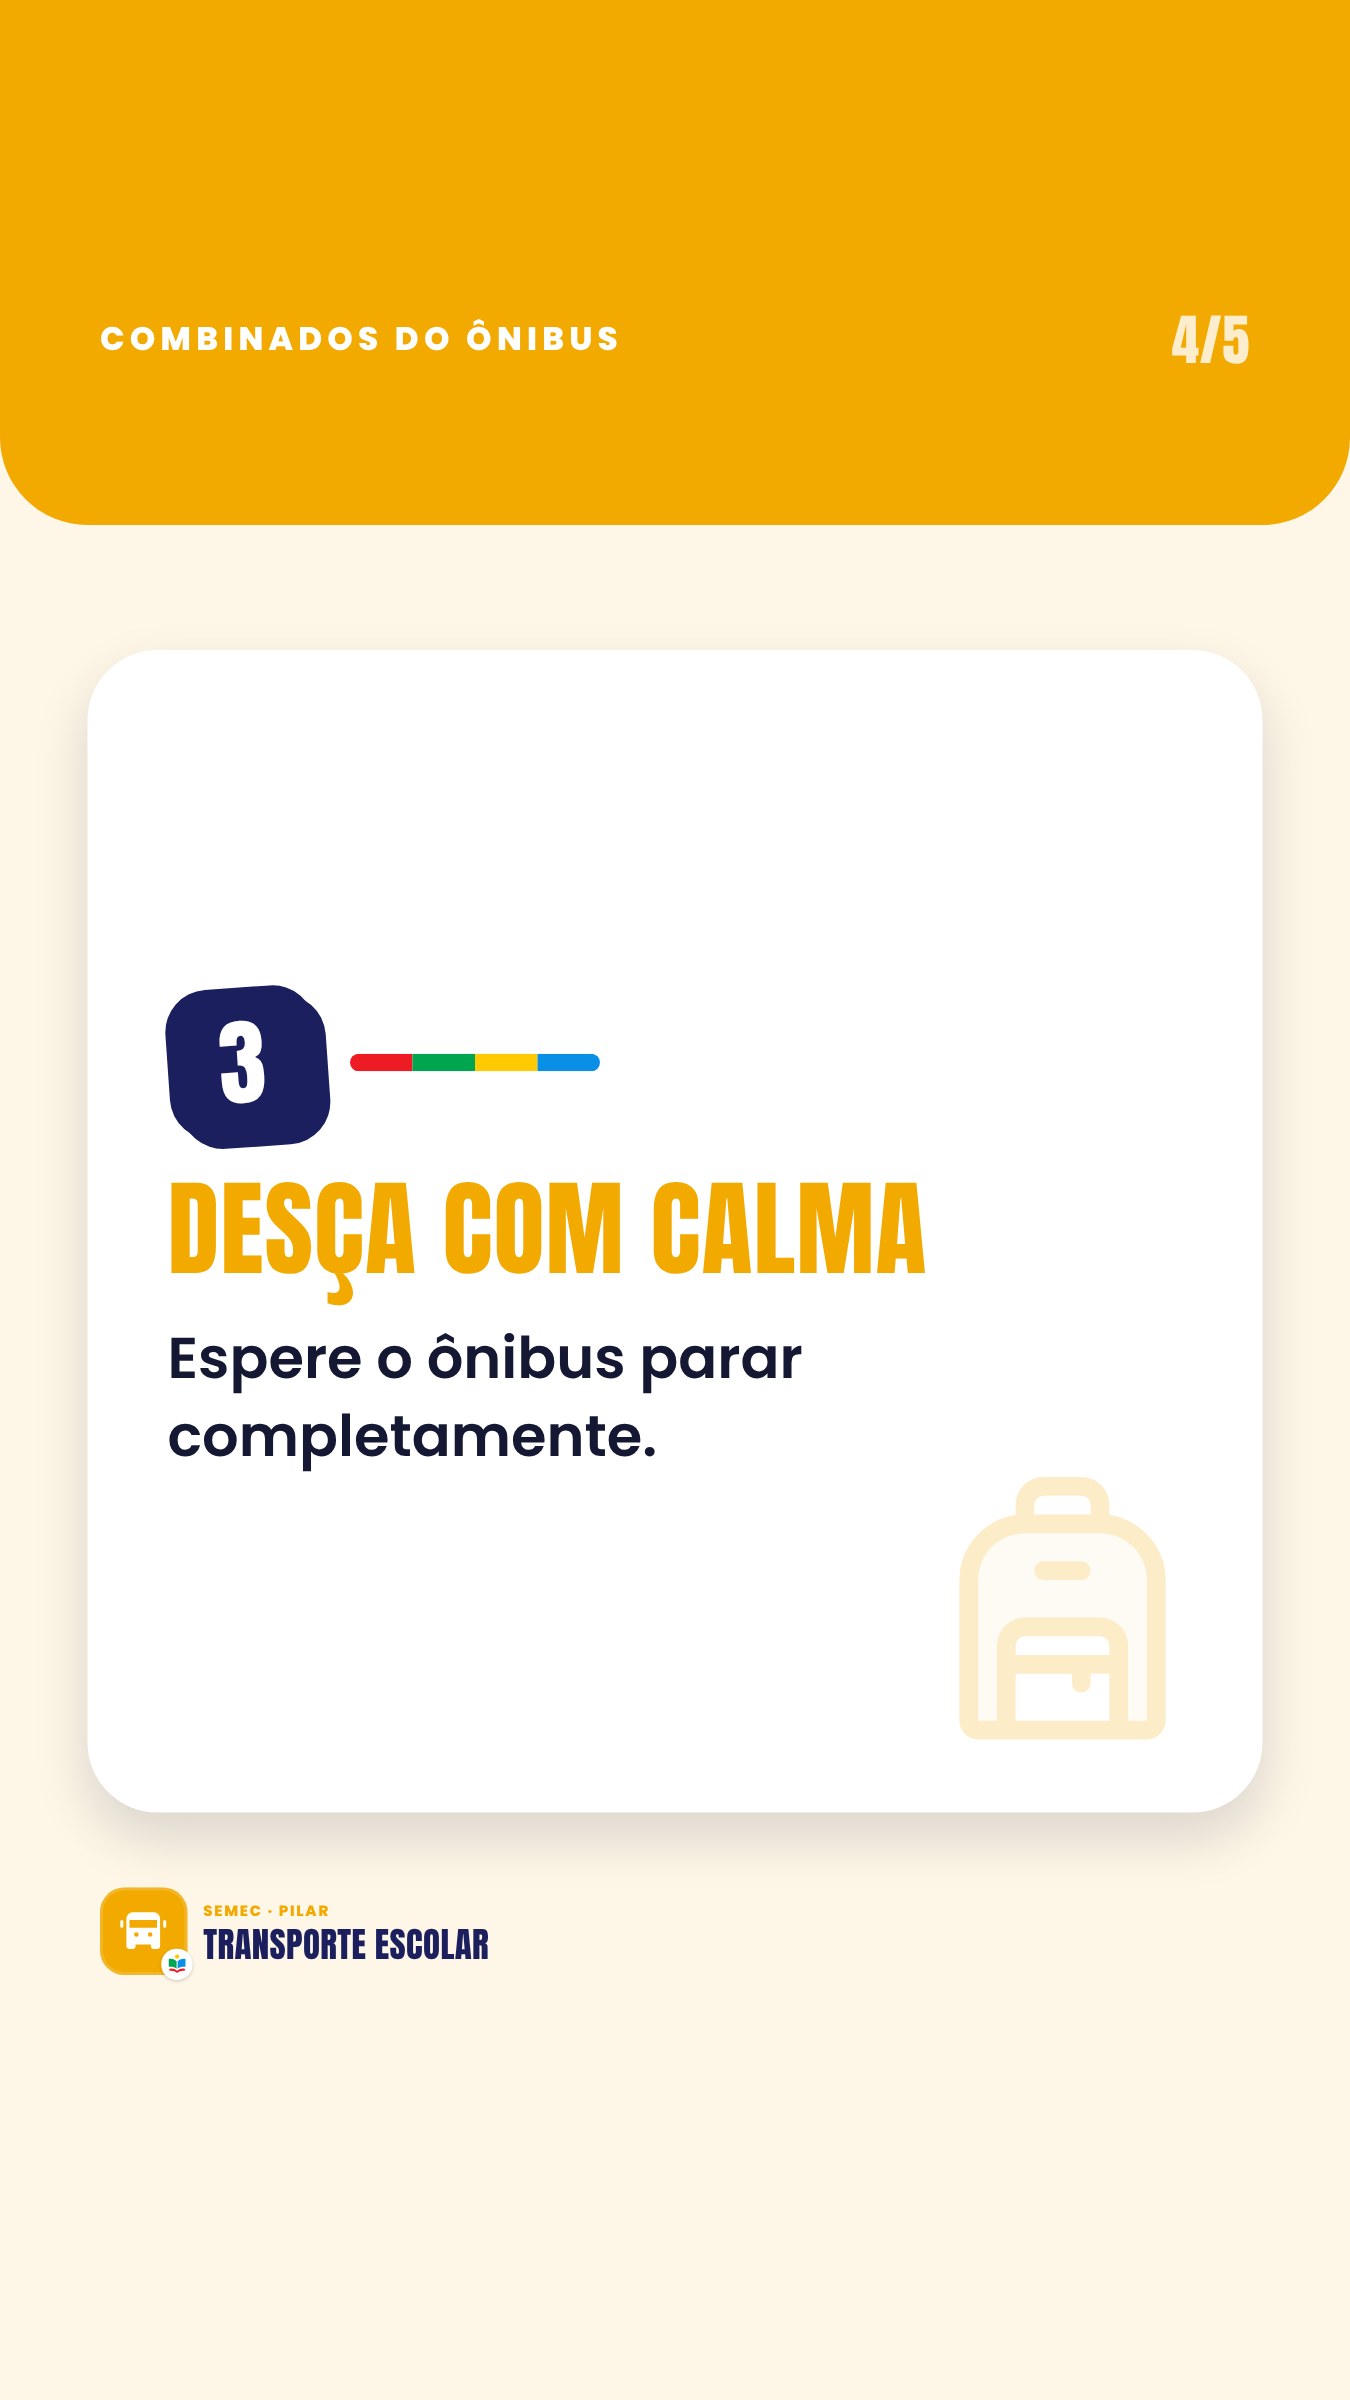 COMBINADOS DO ÔNIBUS
4/5
3
DESÇA COM CALMA
Espere o ônibus parar
completamente.
SEMEC · PILAR
TRANSPORTE ESCOLAR